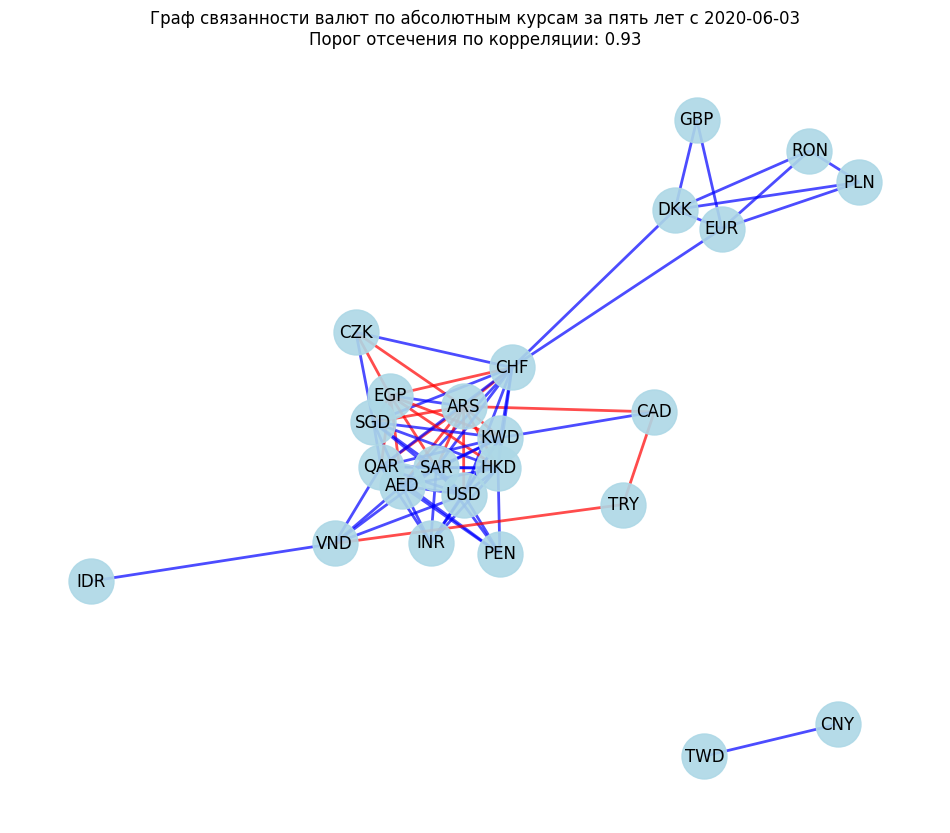 Граф связанности валют по абсолютным курсам за пять лет с 2020-06-03
Порог отсечения по корреляции: 0.93
GBP
RON
PLN
DKK
EUR
CZK
CHF
EGP
ARS
CAD
SGD
KWD
QAR
SAR
HKD
AED
USD
TRY
VND
INR
PEN
IDR
CNY
TWD